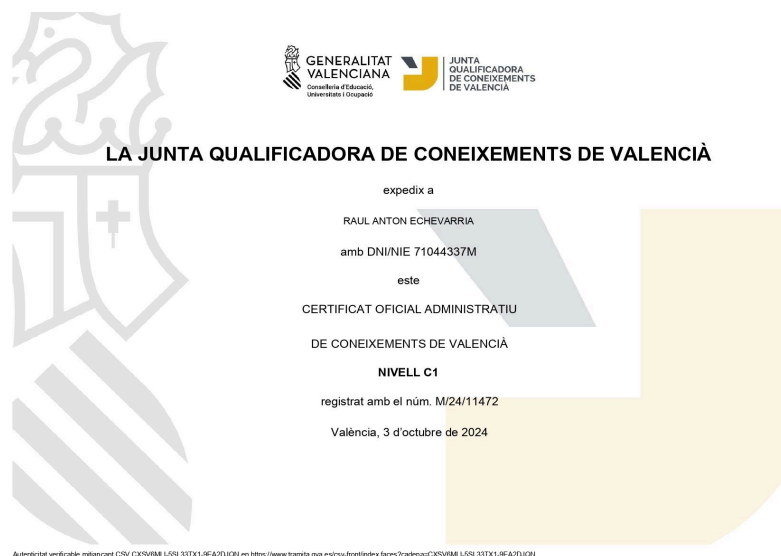 GENERALITAT
VALENCIANA
Conselleria d'Educació,
Universitats i Ocupació
JUNTA
QUALIFICADORA
DE CONEIXEMENTS
DE VALENCIÀ
LA JUNTA QUALIFICADORA DE CONEIXEMENTS DE VALENCIÀ
expedix a
RAUL ANTON ECHEVARRIA
amb DNI/NIE 71044337M
este
CERTIFICAT OFICIAL ADMINISTRATIU
DE CONEIXEMENTS DE VALENCIÀ
NIVELL C1
registrat amb el núm. M/24/11472
València, 3 d'octubre de 2024
Autenticitat verificable mitjançant CSV